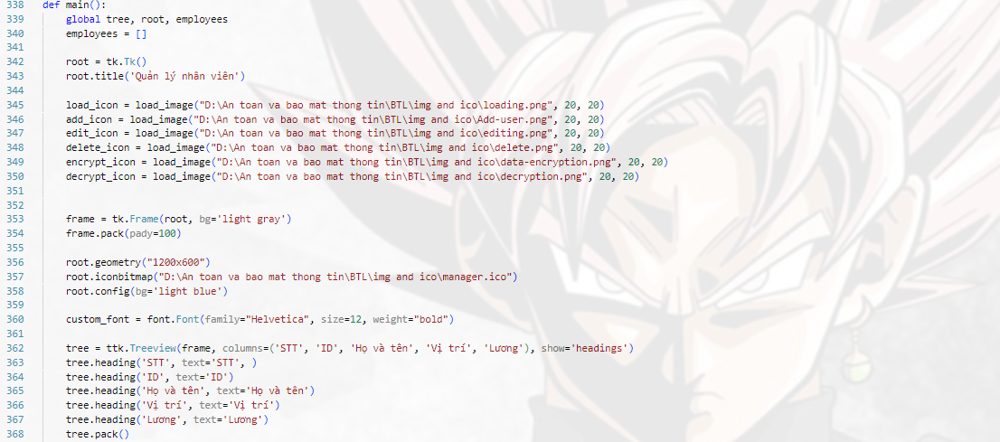 338 def main():
339 global tree, root, employees
340 employees = []
341
342 root = tk.Tk()
343 root.title('Quản lý nhân viên')
344
345 load_icon = load_image("D:\An toan va bao mat thong tin\BTL\img and ico\loading.png", 20, 20)
346 add_icon = load_image("D:\An toan va bao mat thong tin\BTL\img and ico\Add-user.png", 20, 20)
347 edit_icon = load_image("D:\An toan va bao mat thong tin\BTL\img and ico\editing.png", 20, 20)
348 delete_icon = load_image("D:\An toan va bao mat thong tin\BTL\img and ico\delete.png", 20, 20)
349 encrypt_icon = load_image("D:\An toan va bao mat thong tin\BTL\img and ico\data-encryption.png", 20, 20)
350 decrypt_icon = load_image("D:\An toan va bao mat thong tin\BTL\img and ico\decryption.png", 20, 20)
351
352
353 frame = tk.Frame(root, bg='light gray')
354 frame.pack(pady=100)
355
356 root.geometry("1200x600")
357 root.iconbitmap("D:\An toan va bao mat thong tin\BTL\img and ico\manager.ico")
358 root.config(bg='light blue')
359
360 custom_font = font.Font(family="Helvetica", size=12, weight="bold")
361
362 tree = ttk.Treeview(frame, columns=('STT', 'ID', 'Họ và tên', 'Vị trí', 'Lương'), show='headings')
363 tree.heading('STT', text='STT', )
364 tree.heading('ID', text='ID')
365 tree.heading('Họ và tên', text='Họ và tên')
366 tree.heading('Vị trí', text='Vị trí')
367 tree.heading('Lương', text='Lương')
368 tree.pack()